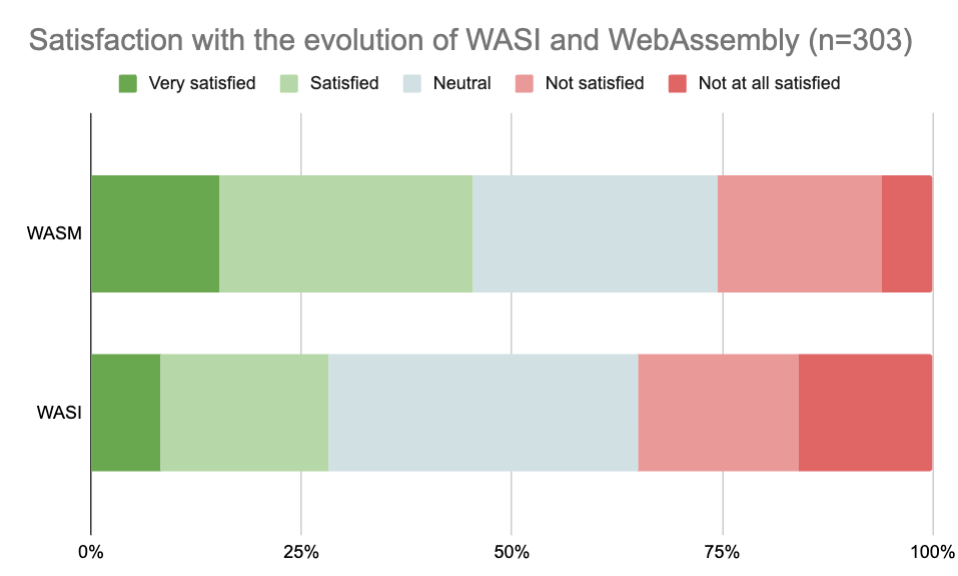 Satisfaction with the evolution of WASI and WebAssembly (n=303)
Very satisfied Satisfied Neutral Not satisfied Not at all satisfied
WASM
WASI
0% 25% 50% 75% 100%